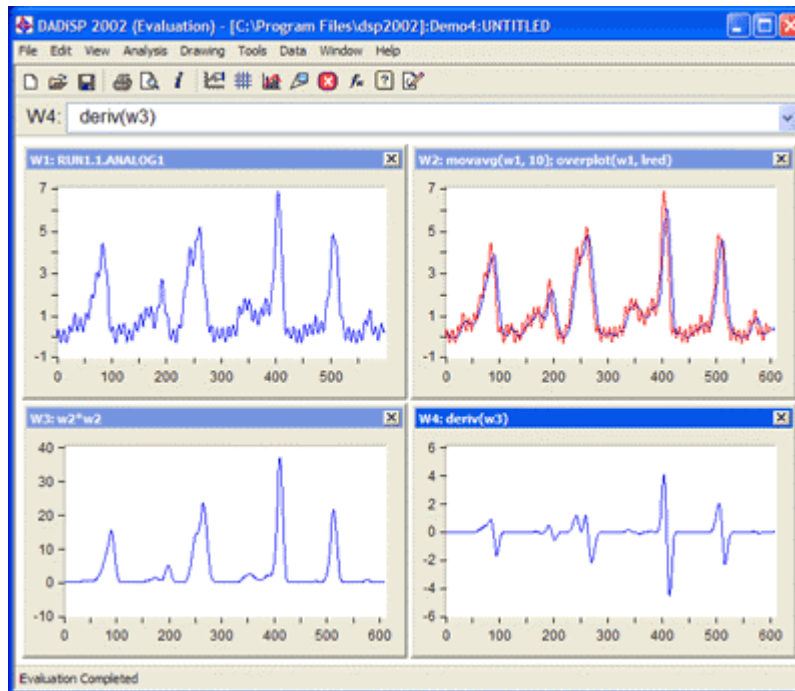 DADiSP 2002 (Evaluation) - [C:\Program Files\dsp2002]:Demo4:UNTITLED
File Edit View Analysis Drawing Tools Data Window Help
W4: deriv(w3)
W1: RUN1.1.ANALOG1
7
5
3
1
-1
0 100 200 300 400 500
W2: movavg(w1, 10); overplot(w1, lred)
7
5
3
1
-1
0 100 200 300 400 500 600
W3: w2*w2
40
30
20
10
0
-10
0 100 200 300 400 500 600
W4: deriv(w3)
6
4
2
0
-2
-4
-6
0 100 200 300 400 500 600
Evaluation Completed